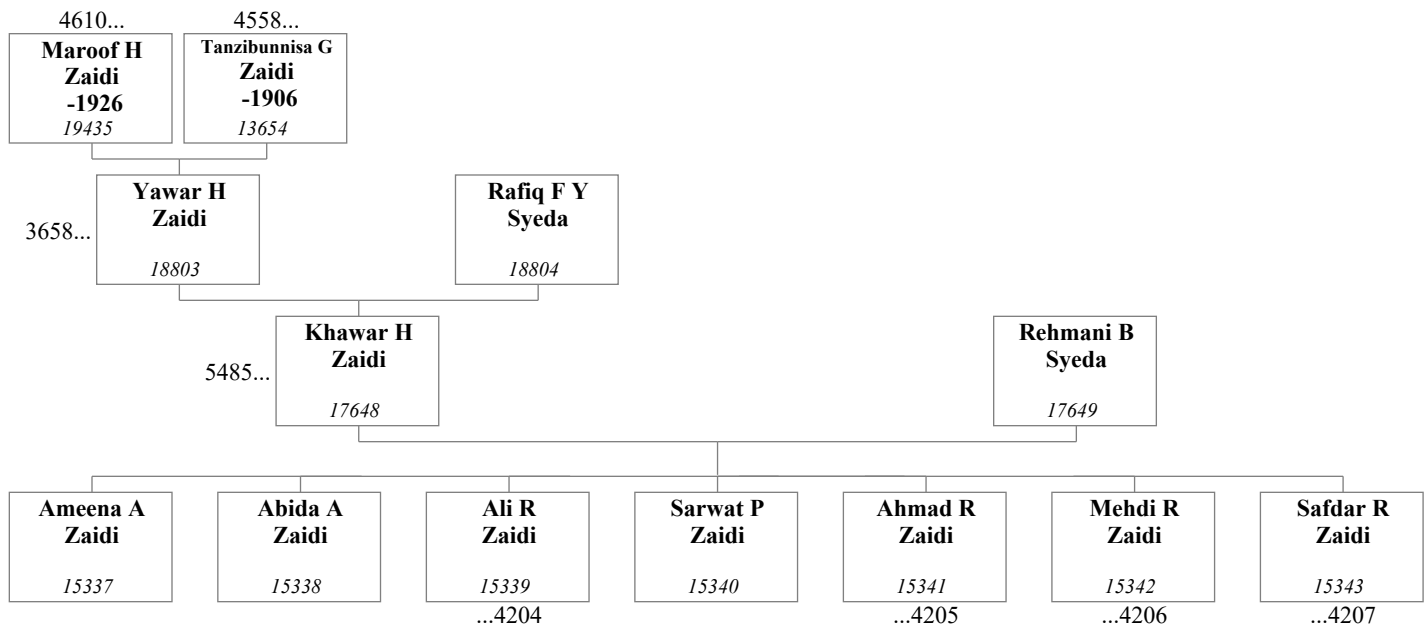 4610...
4558...
Maroof H
Zaidi
-1926
19435
Tanzibunnisa G
Zaidi
-1906
13654
3658...
Yawar H
Zaidi
18803
Rafiq F Y
Syeda
18804
5485...
Khawar H
Zaidi
17648
Rehmani B
Syeda
17649
Ameena A
Zaidi
15337
Abida A
Zaidi
15338
Ali R
Zaidi
15339
...4204
Sarwat P
Zaidi
15340
Ahmad R
Zaidi
15341
...4205
Mehdi R
Zaidi
15342
...4206
Safdar R
Zaidi
15343
...4207